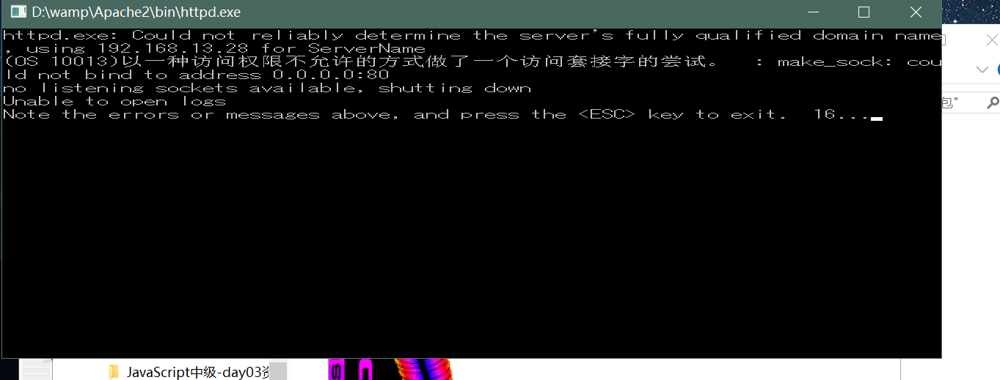 D:\wamp\Apache2\bin\httpd.exe
httpd.exe: Could not reliably determine the server's fully qualified domain name
, using 192.168.13.28 for ServerName
(OS 10013)以一种访问权限不允许的方式做了一个访问套接字的尝试。  : make_sock: cou
ld not bind to address 0.0.0.0:80
no listening sockets available, shutting down
Unable to open logs
Note the errors or messages above, and press the <ESC> key to exit.  16...
包"
JavaScript中级-day03资